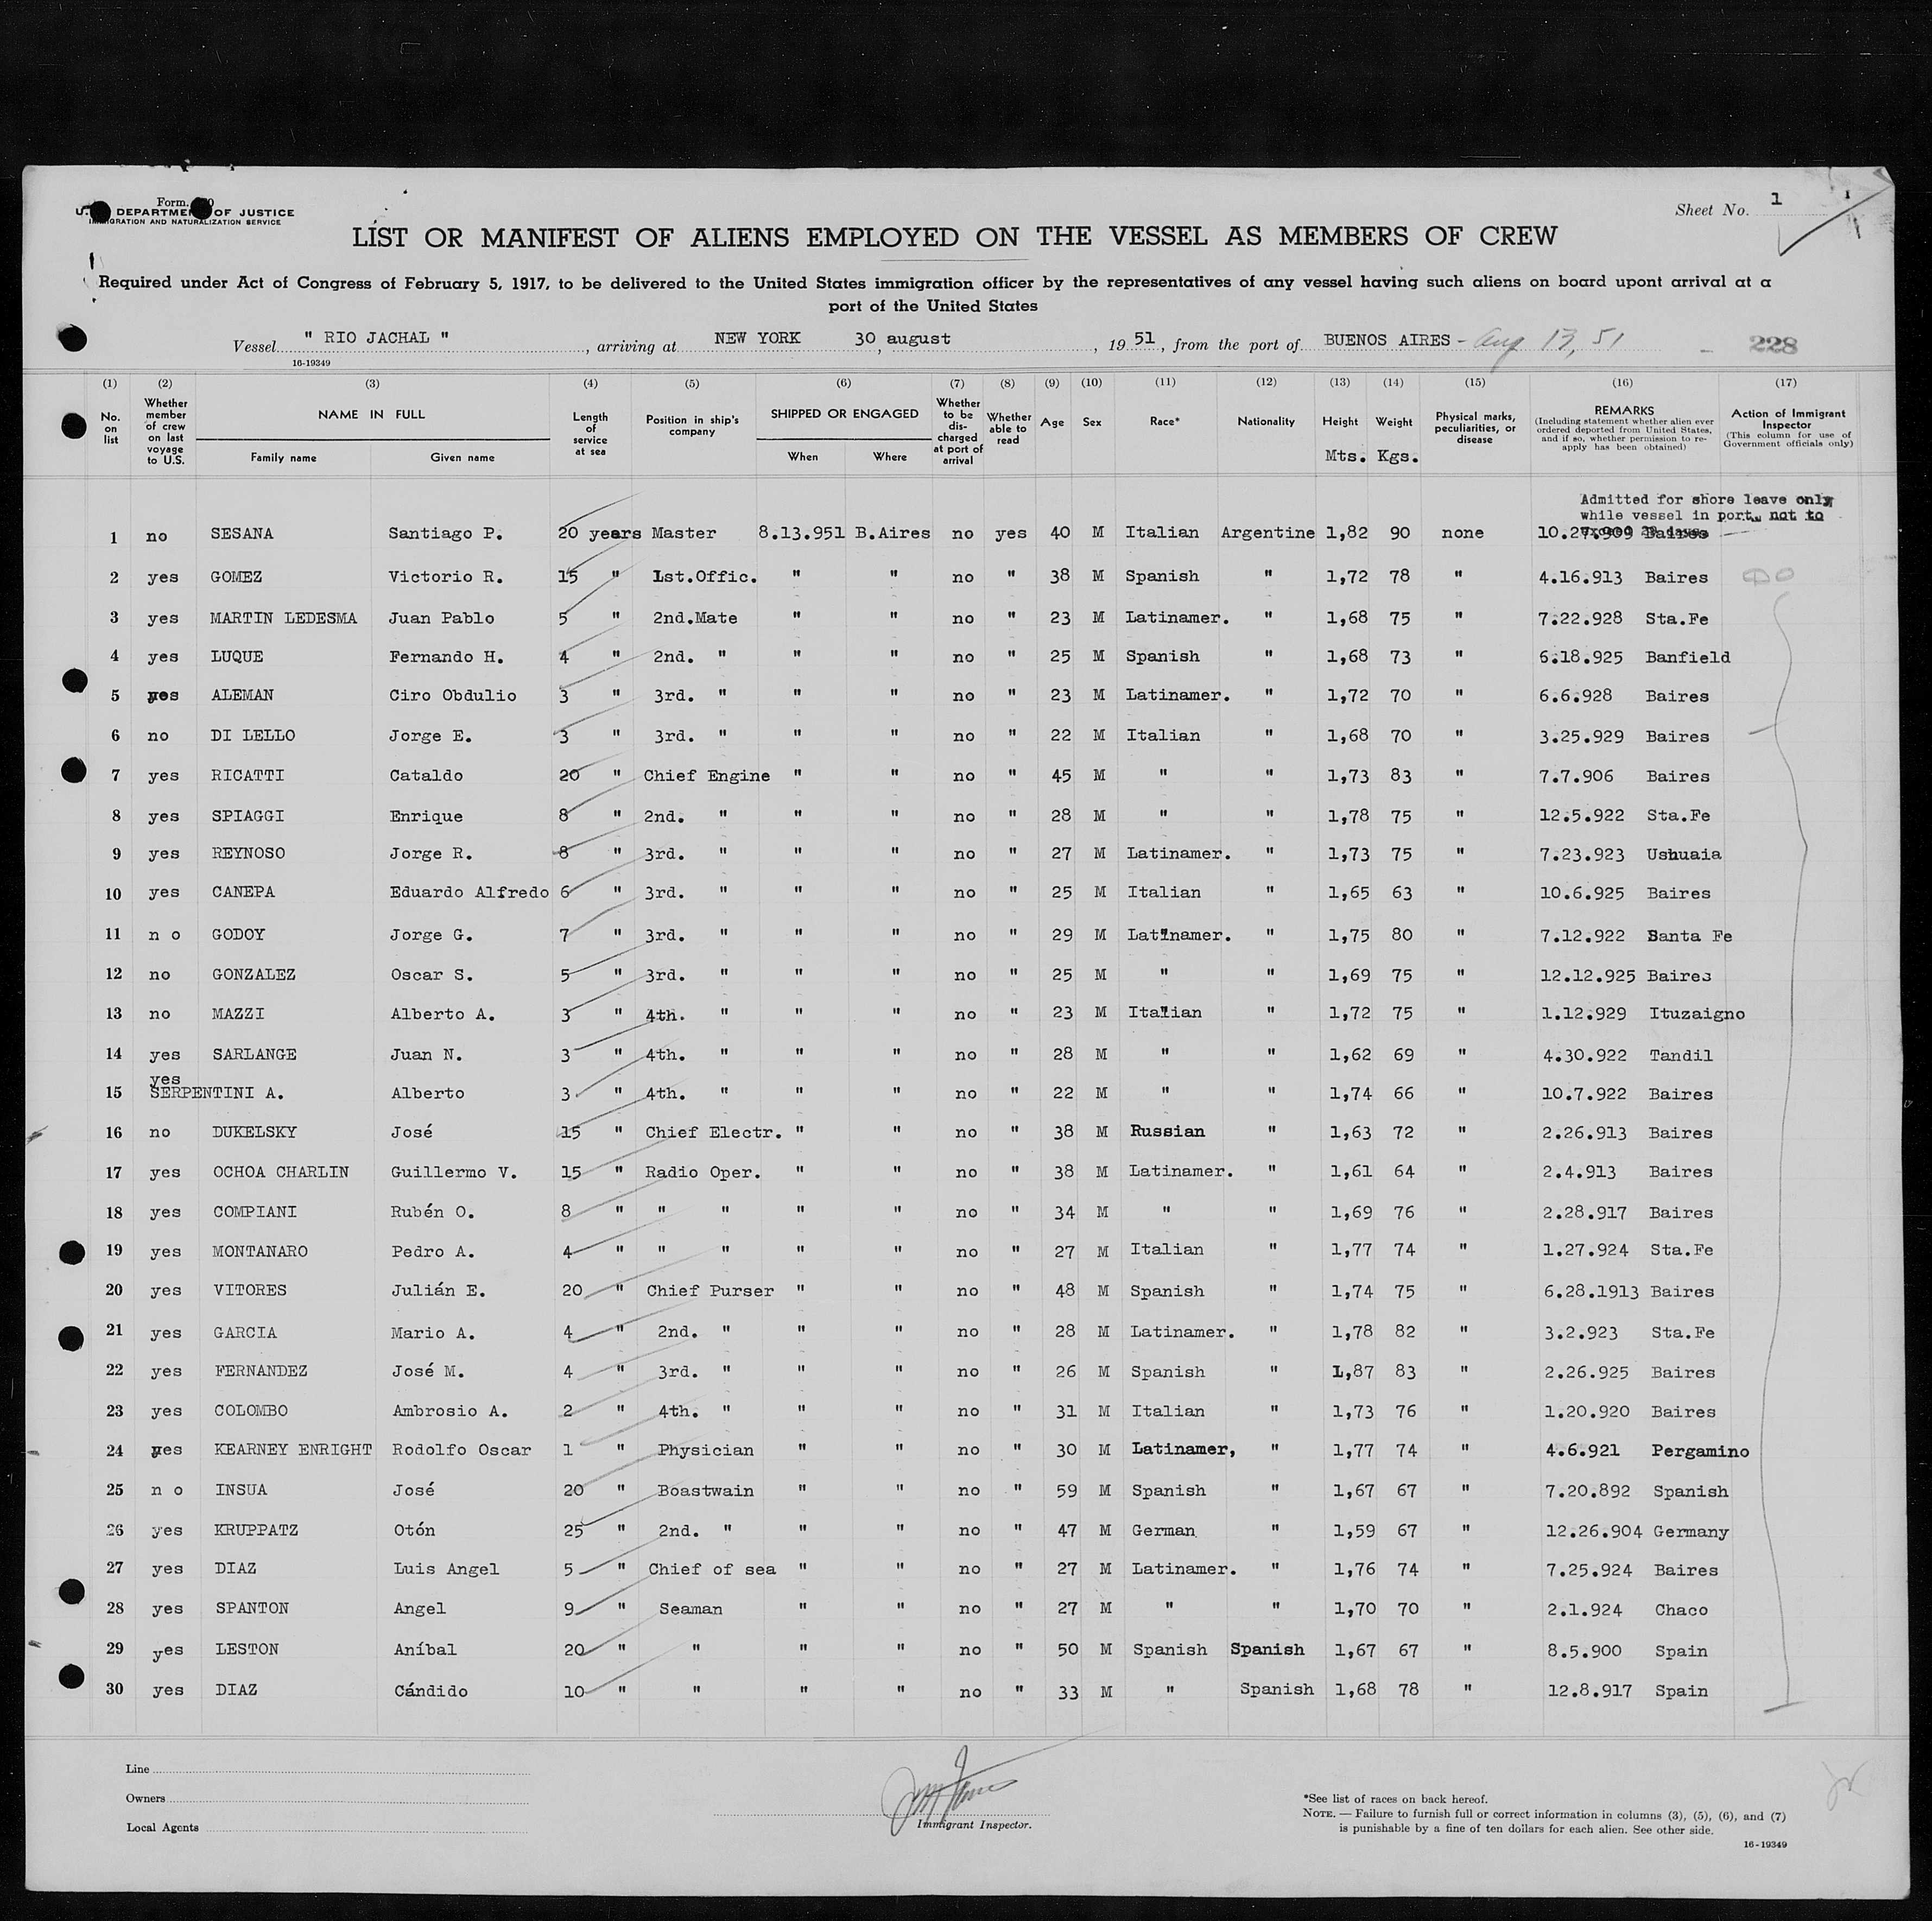 Form.
U. DEPARTMENT OF JUSTICE
IMMIGRATION AND NATURALIZATION SERVICE
Sheet No. 1
LIST OR MANIFEST OF ALIENS EMPLOYED ON THE VESSEL AS MEMBERS OF CREW
Required under Act of Congress of February 5, 1917, to be delivered to the United States immigration officer by the representatives of any vessel having such aliens on board upont arrival at a
port of the United States
Vessel " RIO JACHAL " , arriving at NEW YORK 30 , august , 19 51 , from the port of BUENOS AIRES - Aug 13, 51 - 228
16-19349
(1) (2) (3) (4) (5) (6) (7) (8) (9) (10) (11) (12) (13) (14) (15) (16) (17)
No. on list Whether member of crew on last voyage to U.S. NAME IN FULL Family name Given name Length of service at sea Position in ship's company SHIPPED OR ENGAGED When Where Whether to be dis-charged at port of arrival Whether able to read Age Sex Race* Nationality Height Mts. Weight Kgs. Physical marks, peculiarities, or disease REMARKS (Including statement whether alien ever ordered deported from United States, and if so, whether permission to re-apply has been obtained) Action of Immigrant Inspector (This column for use of Government officials only)
Admitted for shore leave only
while vessel in port, not to
exceed 29 days
1 no SESANA Santiago P. 20 years Master 8.13.951 B.Aires no yes 40 M Italian Argentine 1,82 90 none 10.27.909 Baires
2 yes GOMEZ Victorio R. 15 " 1st.Offic. " " no " 38 M Spanish " 1,72 78 " 4.16.913 Baires DO
3 yes MARTIN LEDESMA Juan Pablo 5 " 2nd.Mate " " no " 23 M Latinamer. " 1,68 75 " 7.22.928 Sta.Fe
4 yes LUQUE Fernando H. 4 " 2nd. " " " no " 25 M Spanish " 1,68 73 " 6.18.925 Banfield
5 yes ALEMAN Ciro Obdulio 3 " 3rd. " " " no " 23 M Latinamer. " 1,72 70 " 6.6.928 Baires
6 no DI LELLO Jorge E. 3 " 3rd. " " " no " 22 M Italian " 1,68 70 " 3.25.929 Baires
7 yes RICATTI Cataldo 20 " Chief Engine " " no " 45 M " " 1,73 83 " 7.7.906 Baires
8 yes SPIAGGI Enrique 8 " 2nd. " " " no " 28 M " " 1,78 75 " 12.5.922 Sta.Fe
9 yes REYNOSO Jorge R. 8 " 3rd. " " " no " 27 M Latinamer. " 1,73 75 " 7.23.923 Ushuaia
10 yes CANEPA Eduardo Alfredo 6 " 3rd. " " " no " 25 M Italian " 1,65 63 " 10.6.925 Baires
11 n o GODOY Jorge G. 7 " 3rd. " " " no " 29 M Latinamer. " 1,75 80 " 7.12.922 Santa Fe
12 no GONZALEZ Oscar S. 5 " 3rd. " " " no " 25 M " " 1,69 75 " 12.12.925 Baires
13 no MAZZI Alberto A. 3 " 4th. " " " no " 23 M Italian " 1,72 75 " 1.12.929 Ituzaigno
14 yes SARLANGE Juan N. 3 " 4th. " " " no " 28 M " " 1,62 69 " 4.30.922 Tandil
15 yes SERPENTINI A. Alberto 3 " 4th. " " " no " 22 M " " 1,74 66 " 10.7.922 Baires
16 no DUKELSKY José 15 " Chief Electr. " " no " 38 M Russian " 1,63 72 " 2.26.913 Baires
17 yes OCHOA CHARLIN Guillermo V. 15 " Radio Oper. " " no " 38 M Latinamer. " 1,61 64 " 2.4.913 Baires
18 yes COMPIANI Rubén O. 8 " " " " " no " 34 M " " 1,69 76 " 2.28.917 Baires
19 yes MONTANARO Pedro A. 4 " " " " " no " 27 M Italian " 1,77 74 " 1.27.924 Sta.Fe
20 yes VITORES Julián E. 20 " Chief Purser " " no " 48 M Spanish " 1,74 75 " 6.28.1913 Baires
21 yes GARCIA Mario A. 4 " 2nd. " " " no " 28 M Latinamer. " 1,78 82 " 3.2.923 Sta.Fe
22 yes FERNANDEZ José M. 4 " 3rd. " " " no " 26 M Spanish " 1,87 83 " 2.26.925 Baires
23 yes COLOMBO Ambrosio A. 2 " 4th. " " " no " 31 M Italian " 1,73 76 " 1.20.920 Baires
24 yes KEARNEY ENRIGHT Rodolfo Oscar 1 " Physician " " no " 30 M Latinamer, " 1,77 74 " 4.6.921 Pergamino
25 n o INSUA José 20 " Boastwain " " no " 59 M Spanish " 1,67 67 " 7.20.892 Spanish
26 yes KRUPPATZ Otón 25 " 2nd. " " " no " 47 M German " 1,59 67 " 12.26.904 Germany
27 yes DIAZ Luis Angel 5 " Chief of sea " " no " 27 M Latinamer. " 1,76 74 " 7.25.924 Baires
28 yes SPANTON Angel 9 " Seaman " " no " 27 M " " 1,70 70 " 2.1.924 Chaco
29 yes LESTON Aníbal 20 " " " " no " 50 M Spanish Spanish 1,67 67 " 8.5.900 Spain
30 yes DIAZ Cándido 10 " " " " no " 33 M " Spanish 1,68 78 " 12.8.917 Spain
Line
Owners
Local Agents
Immigrant Inspector.
*See list of races on back hereof.
NOTE. — Failure to furnish full or correct information in columns (3), (5), (6), and (7)
is punishable by a fine of ten dollars for each alien. See other side.
16-19349